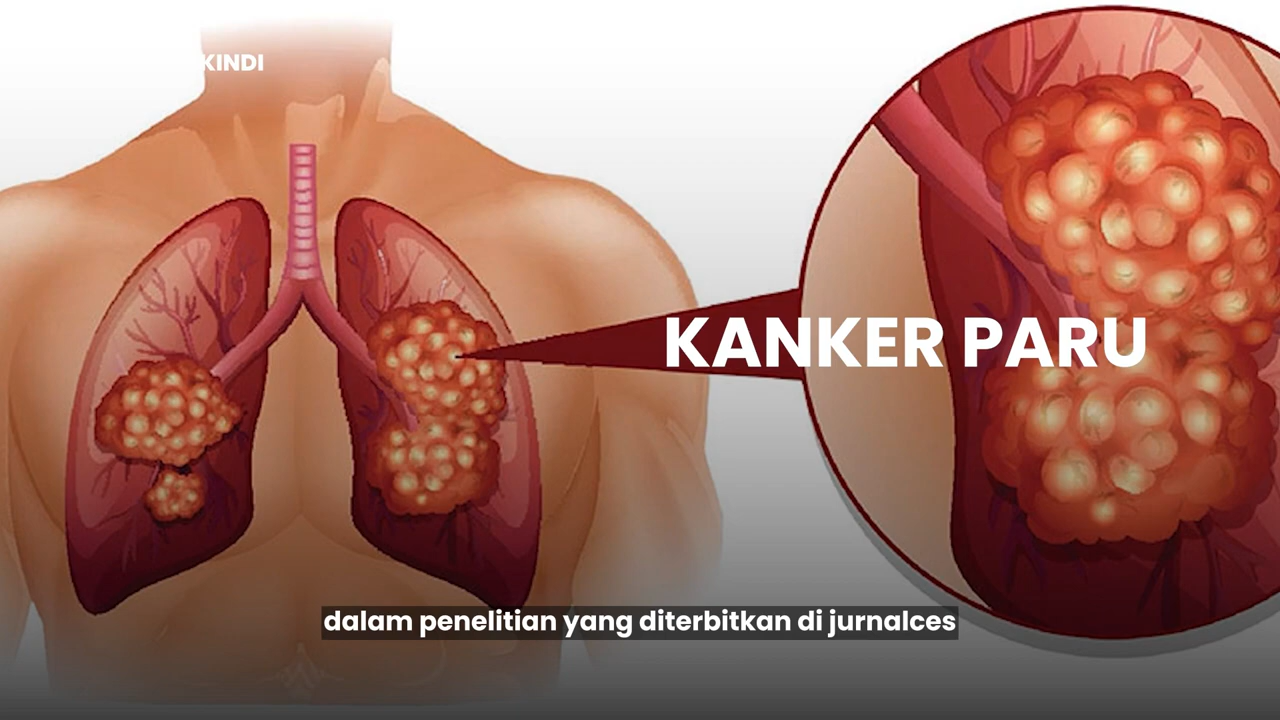 KINDI
KANKER PARU
dalam penelitian yang diterbitkan di jurnalces